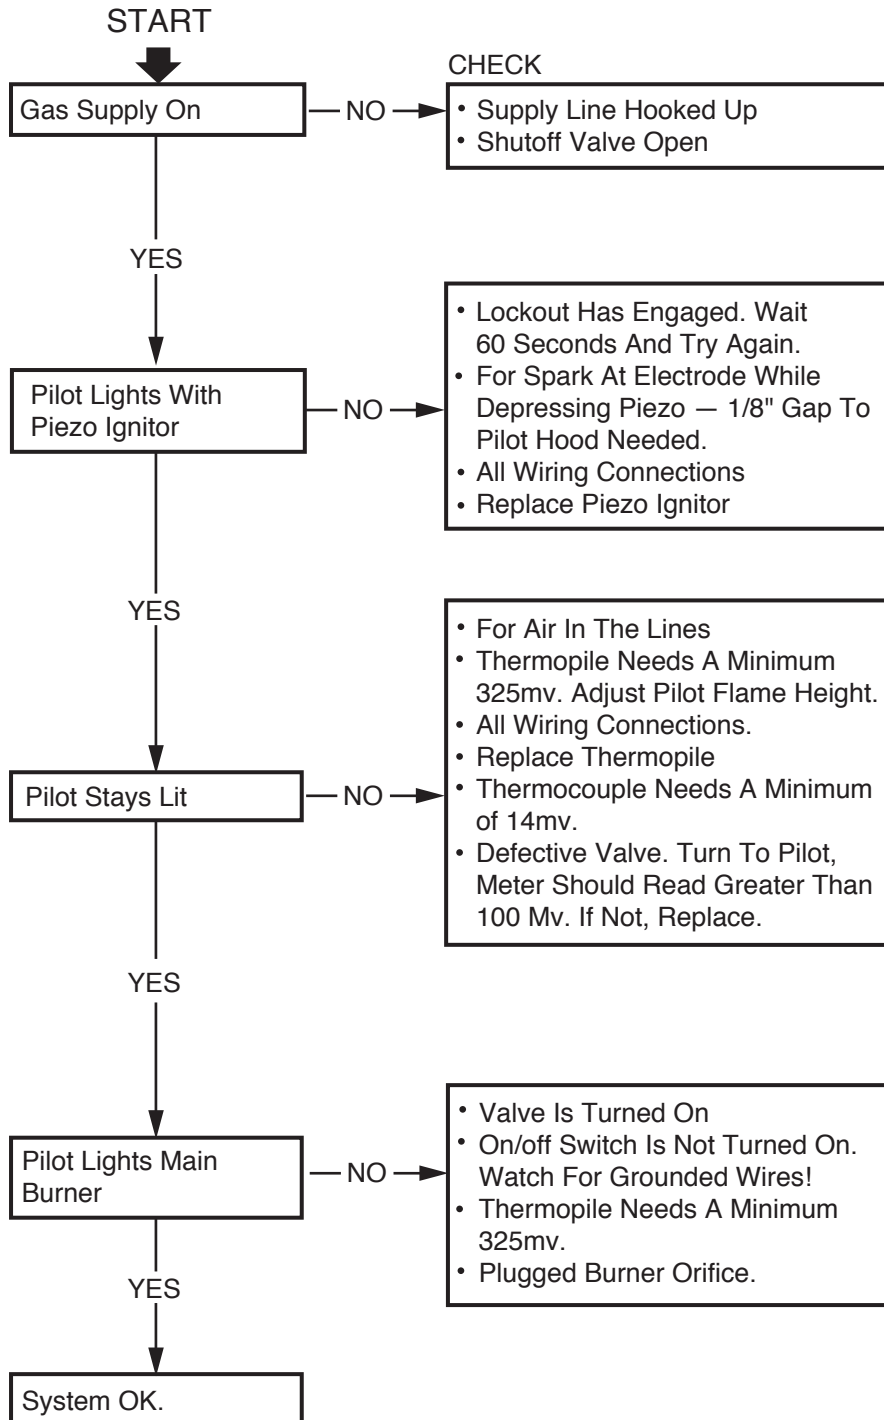 START
CHECK
Gas Supply On
NO
• Supply Line Hooked Up
• Shutoff Valve Open
YES
Pilot Lights With
Piezo Ignitor
NO
• Lockout Has Engaged. Wait
60 Seconds And Try Again.
• For Spark At Electrode While
Depressing Piezo — 1/8" Gap To
Pilot Hood Needed.
• All Wiring Connections
• Replace Piezo Ignitor
YES
Pilot Stays Lit
NO
• For Air In The Lines
• Thermopile Needs A Minimum
325mv. Adjust Pilot Flame Height.
• All Wiring Connections.
• Replace Thermopile
• Thermocouple Needs A Minimum
of 14mv.
• Defective Valve. Turn To Pilot,
Meter Should Read Greater Than
100 Mv. If Not, Replace.
YES
Pilot Lights Main
Burner
NO
• Valve Is Turned On
• On/off Switch Is Not Turned On.
Watch For Grounded Wires!
• Thermopile Needs A Minimum
325mv.
• Plugged Burner Orifice.
YES
System OK.